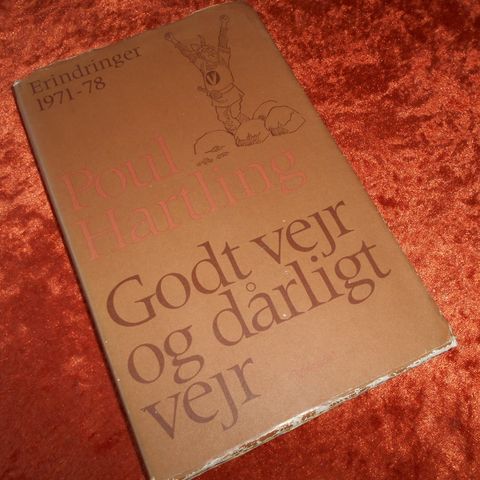 Erindringer
1971-78
V
Poul
Hartling
Godt vejr
og dårligt
vejr